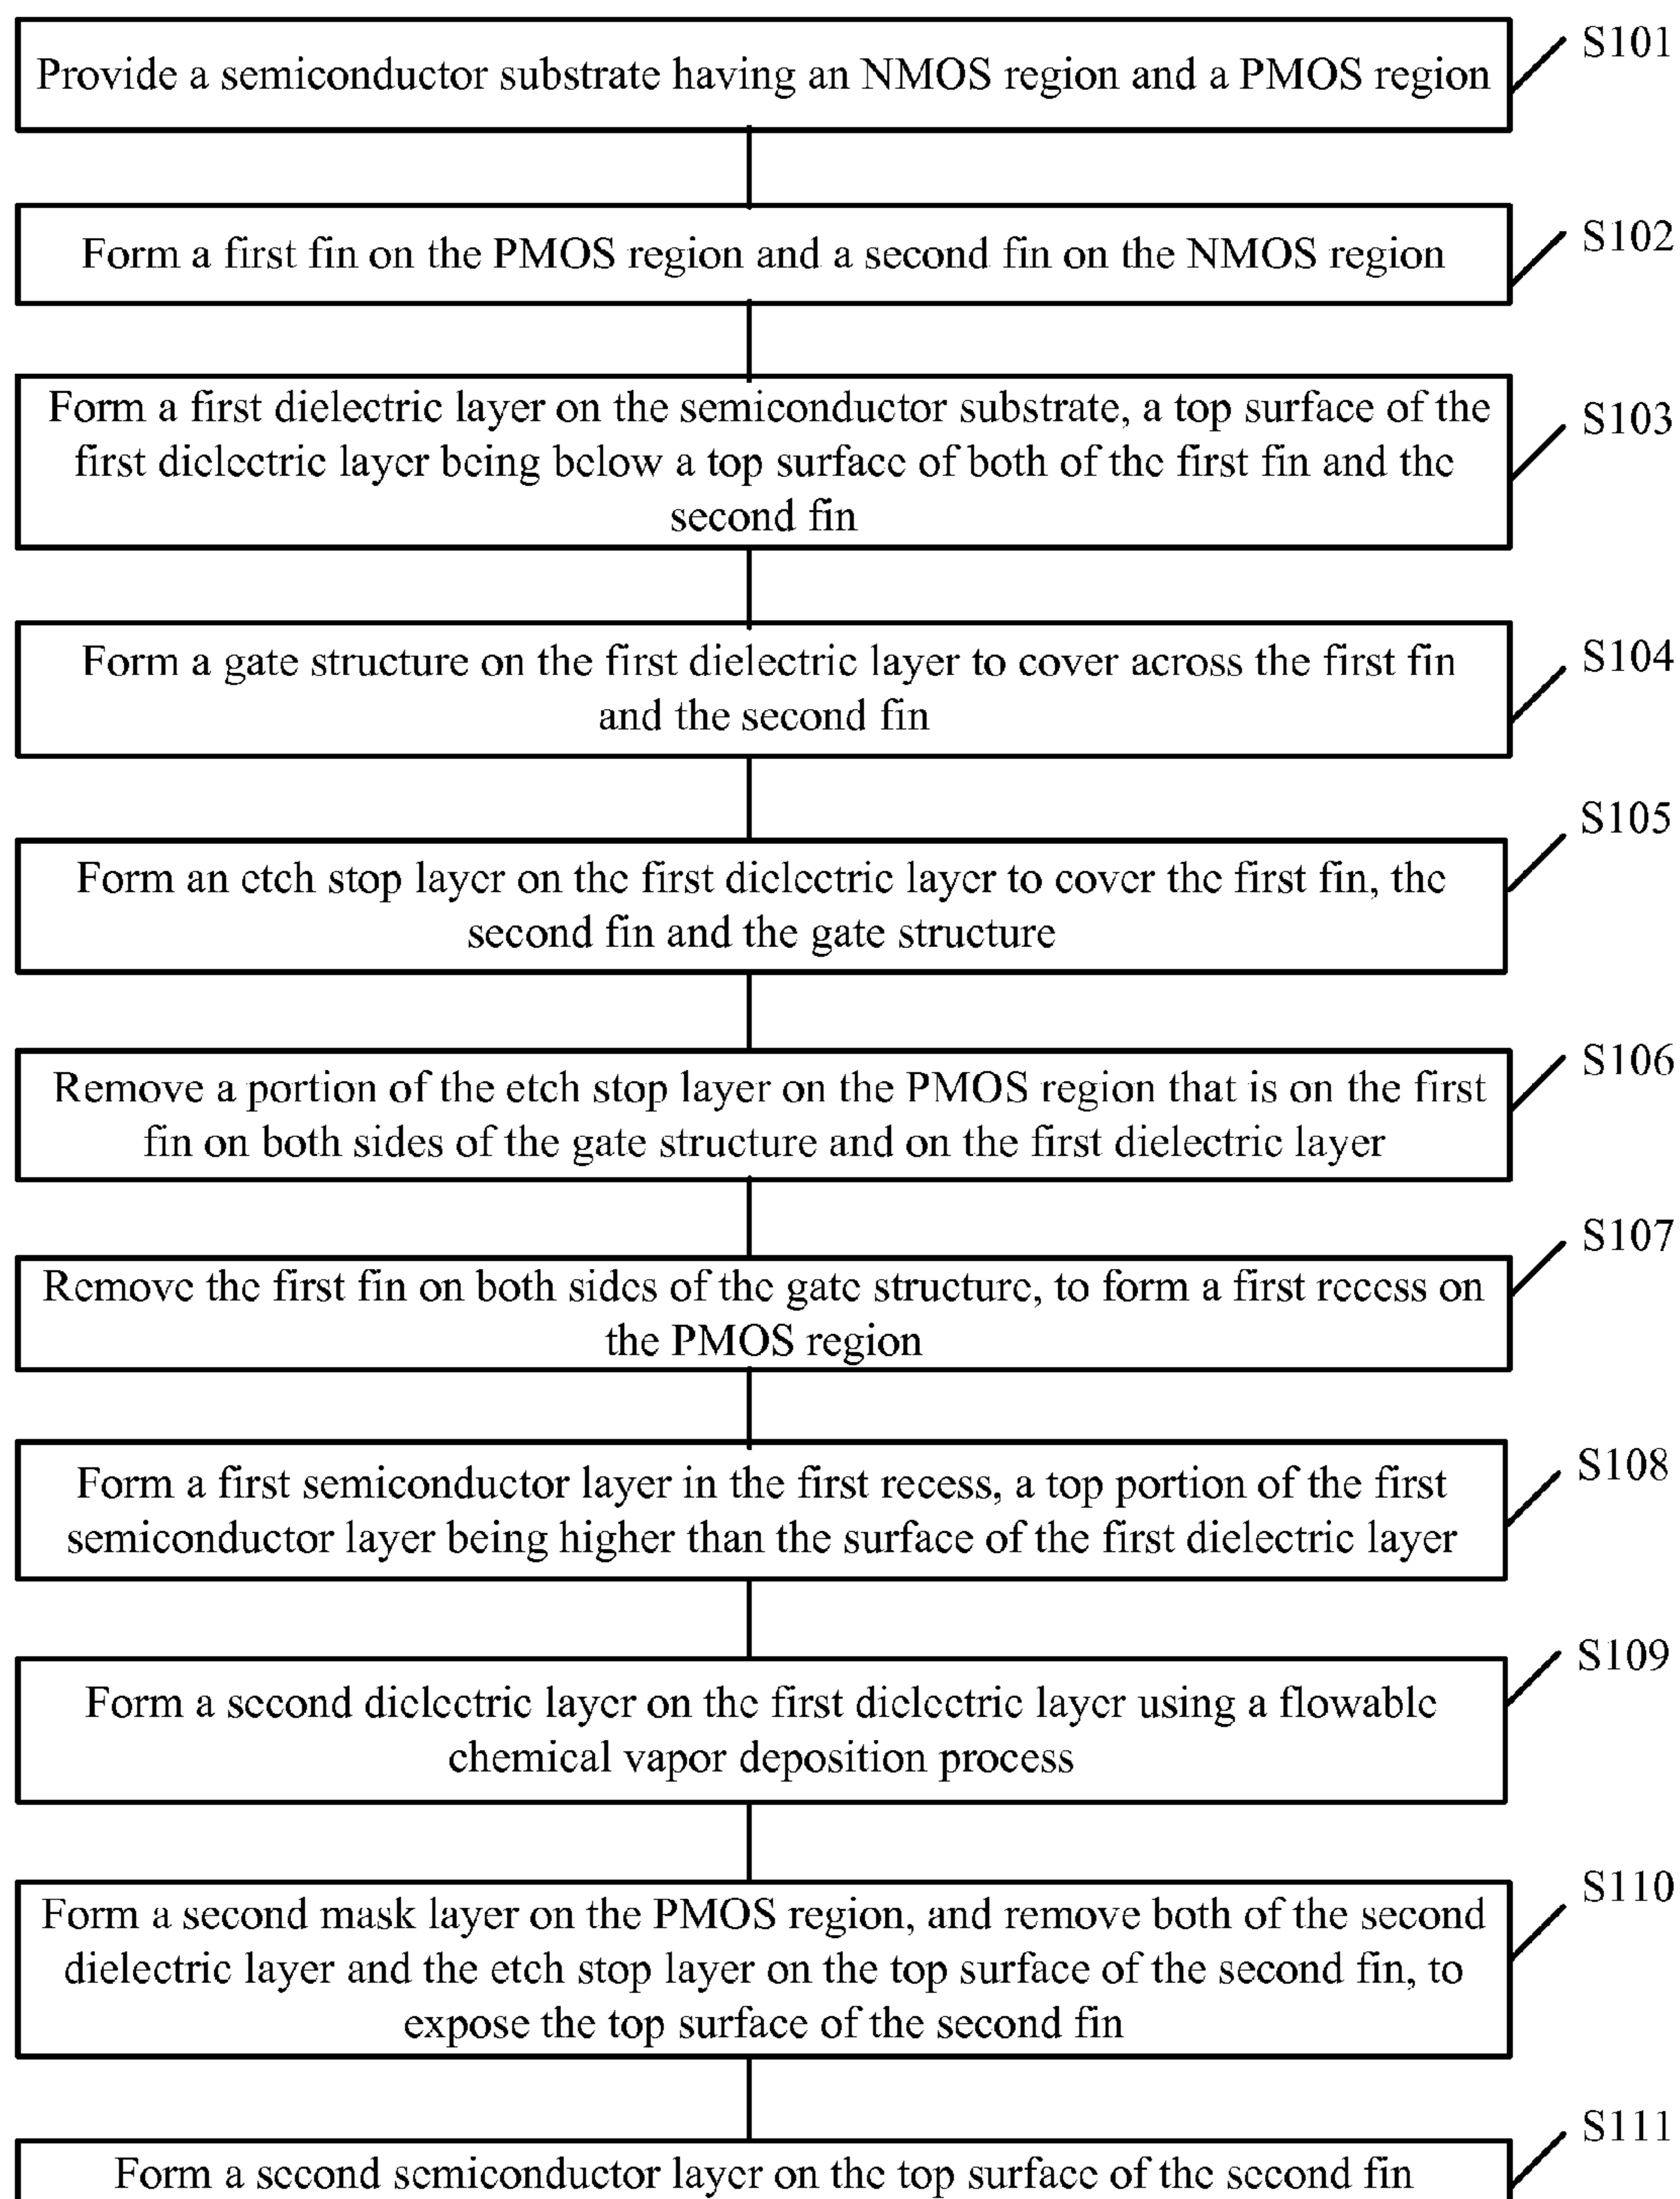 S101
Provide a semiconductor substrate having an NMOS region and a PMOS region
S102
Form a first fin on the PMOS region and a second fin on the NMOS region
S103
Form a first dielectric layer on the semiconductor substrate, a top surface of the
first dielectric layer being below a top surface of both of the first fin and the
second fin
S104
Form a gate structure on the first dielectric layer to cover across the first fin
and the second fin
S105
Form an etch stop layer on the first dielectric layer to cover the first fin, the
second fin and the gate structure
S106
Remove a portion of the etch stop layer on the PMOS region that is on the first
fin on both sides of the gate structure and on the first dielectric layer
S107
Remove the first fin on both sides of the gate structure, to form a first recess on
the PMOS region
S108
Form a first semiconductor layer in the first recess, a top portion of the first
semiconductor layer being higher than the surface of the first dielectric layer
S109
Form a second dielectric layer on the first dielectric layer using a flowable
chemical vapor deposition process
S110
Form a second mask layer on the PMOS region, and remove both of the second
dielectric layer and the etch stop layer on the top surface of the second fin, to
expose the top surface of the second fin
S111
Form a second semiconductor layer on the top surface of the second fin